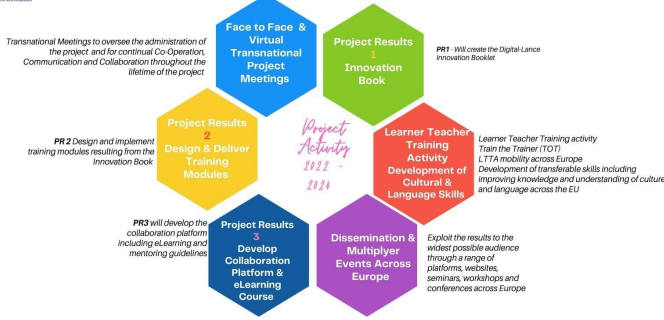 Face to Face &
Virtual
Transnational
Project
Meetings
Transnational Meetings to oversee the administration of
the project and for continual Co-Operation,
Communication and Collaboration throughout the
lifetime of the project
Project Results
1
Innovation
Book
PR1 - Will create the Digital-Lance
Innovation Booklet
Project Results
2
Design & Deliver
Training
Modules
PR 2 Design and implement
training modules resulting from the
Innovation Book
Project
Activity
2022 -
2024
Learner Teacher
Training
Activity
Development of
Cultural &
Language Skills
Learner Teacher Training activity
Train the Trainer (TOT)
LTTA mobility across Europe
Development of transferable skills including
improving knowledge and understanding of culture
and language across the EU
PR3 will develop the
collaboration platform
including eLearning and
mentoring guidelines
Project Results
3
Develop
Collaboration
Platform &
eLearning
Course
Dissemination &
Multiplyer
Events Across
Europe
Exploit the results to the
widest possible audience
through a range of
platforms, websites,
seminars, workshops and
conferences across Europe